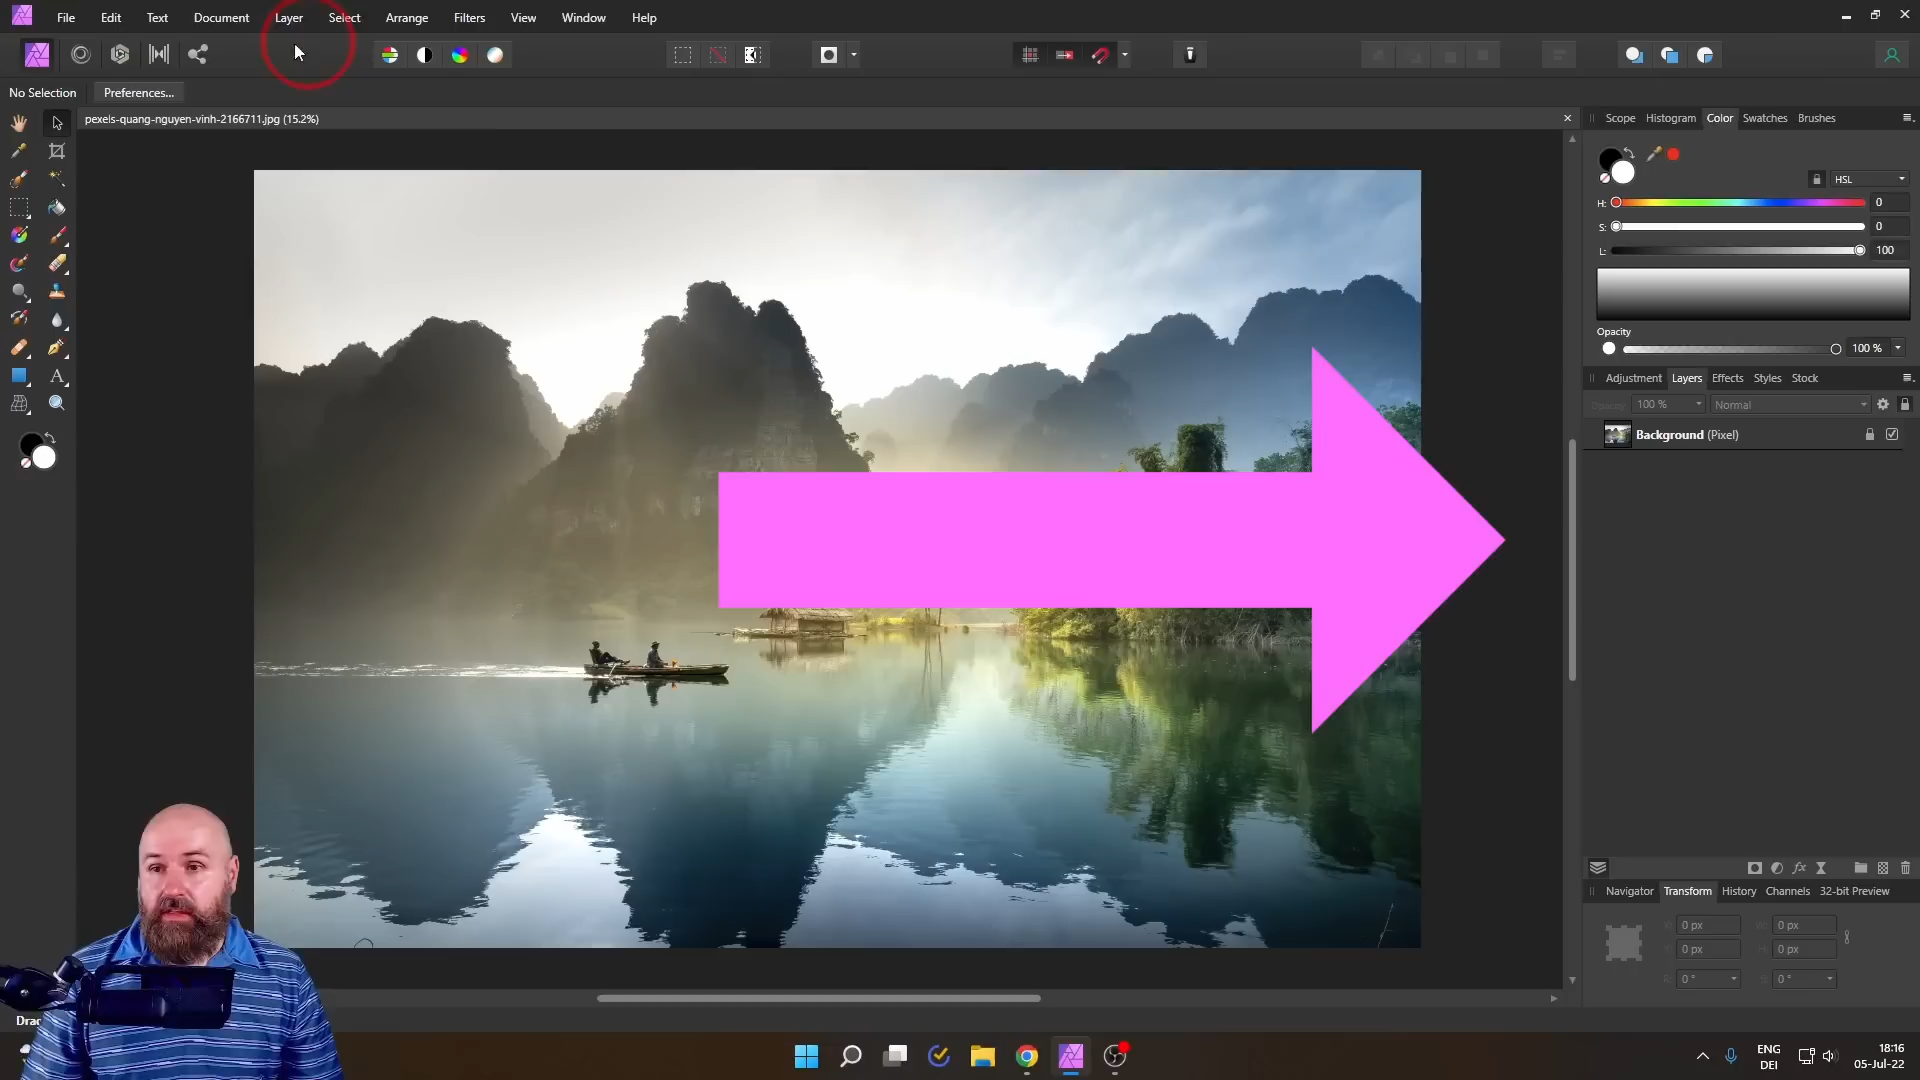 File Edit Text Document Layer Select Arrange Filters View Window Help
No Selection Preferences...
pexels-quang-nguyen-vinh-2166711.jpg (15.2%)
Scope Histogram Color Swatches Brushes
HSL
H: 0
S: 0
L: 100
Opacity
100 %
Adjustment Layers Effects Styles Stock
Opacity: 100 % Normal
Background (Pixel)
Navigator Transform History Channels 32-bit Preview
X: 0 px W: 0 px
Y: 0 px H: 0 px
R: 0 ° S: 0 °
A
fx
ENG
DEI
18:16
05-Jul-22